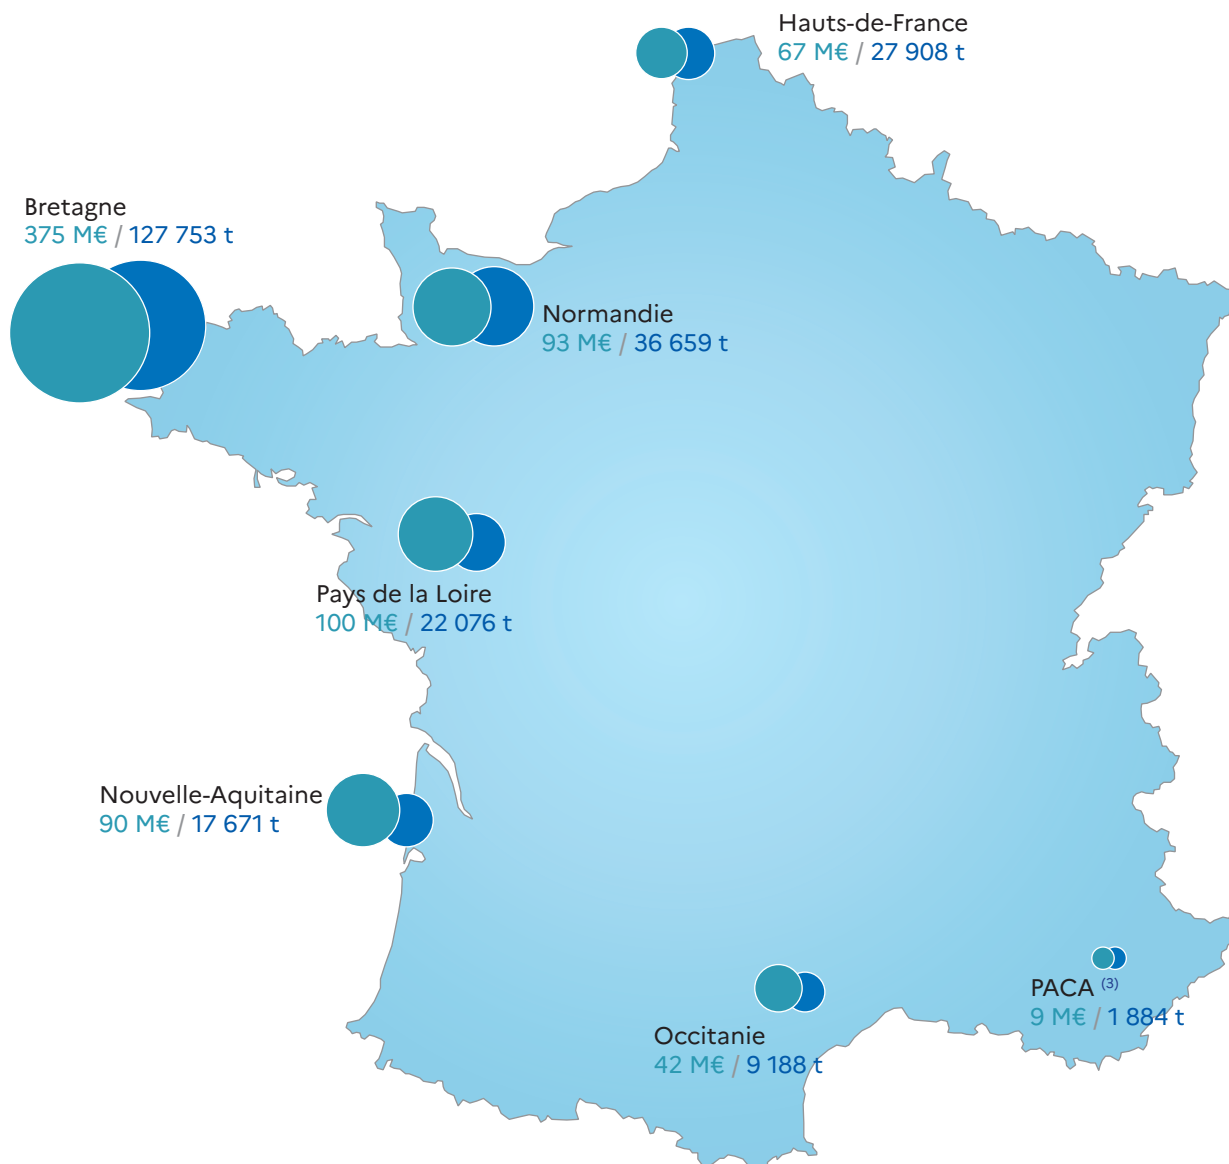 Hauts-de-France
67 M€ / 27 908 t
Bretagne
375 M€ / 127 753 t
Normandie
93 M€ / 36 659 t
Pays de la Loire
100 M€ / 22 076 t
Nouvelle-Aquitaine
90 M€ / 17 671 t
PACA (3)
9 M€ / 1 884 t
Occitanie
42 M€ / 9 188 t